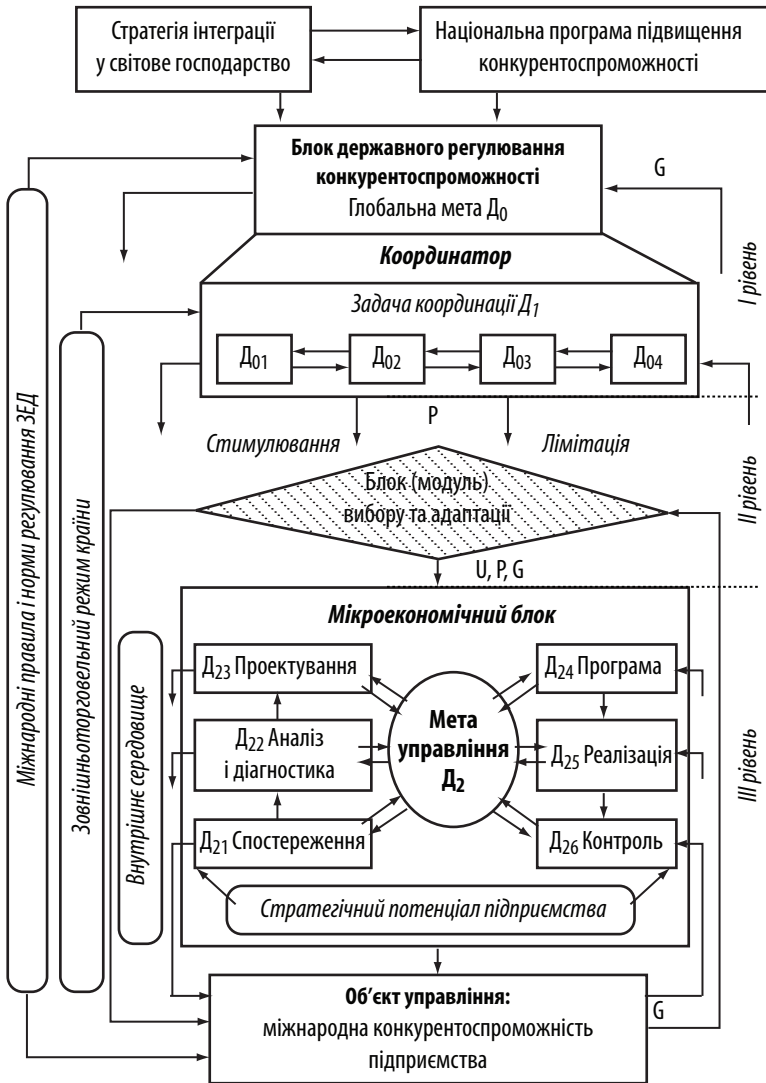 Стратегія інтеграції
у світове господарство
Національна програма підвищення
конкурентоспроможності
Блок державного регулювання
конкурентоспроможності
Глобальна мета Д0
G
Координатор
I рівень
Задача координації Д1
Д01
Д02
Д03
Д04
P
Стимулювання
Лімітація
Блок (модуль)
вибору та адаптації
II рівень
U, P, G
Мікроекономічний блок
Д23 Проектування
Д24 Програма
Мета
управління
Д2
Д22 Аналіз
і діагностика
Д25 Реалізація
Д21 Спостереження
Д26 Контроль
III рівень
Стратегічний потенціал підприємства
Міжнародні правила і норми регулювання ЗЕД
Зовнішньоторговельний режим країни
Внутрішнє середовище
Об’єкт управління:
міжнародна конкурентоспроможність
підприємства
G